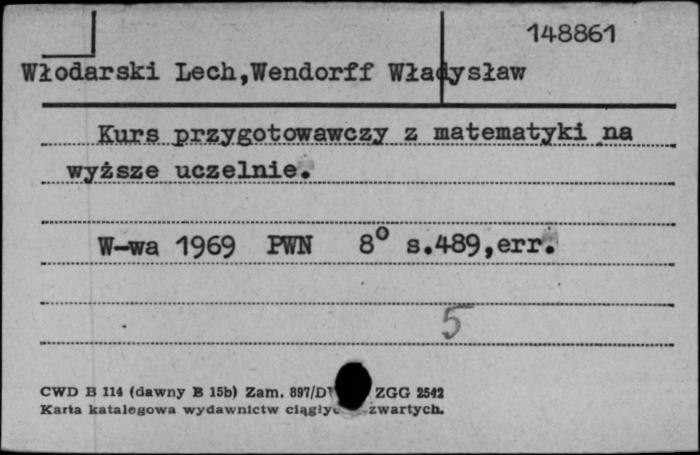 148861
Włodarski Lech,Wendorff Władysław
Kurs przygotowawczy z matematyki na
wyższe uczelnie.
W-wa 1969 PWN 8° s.489,err.
5
CWD B 114 (dawny B 15b) Zam. 897/D ZGG 2542
Karta katalogowa wydawnictw zwartych.